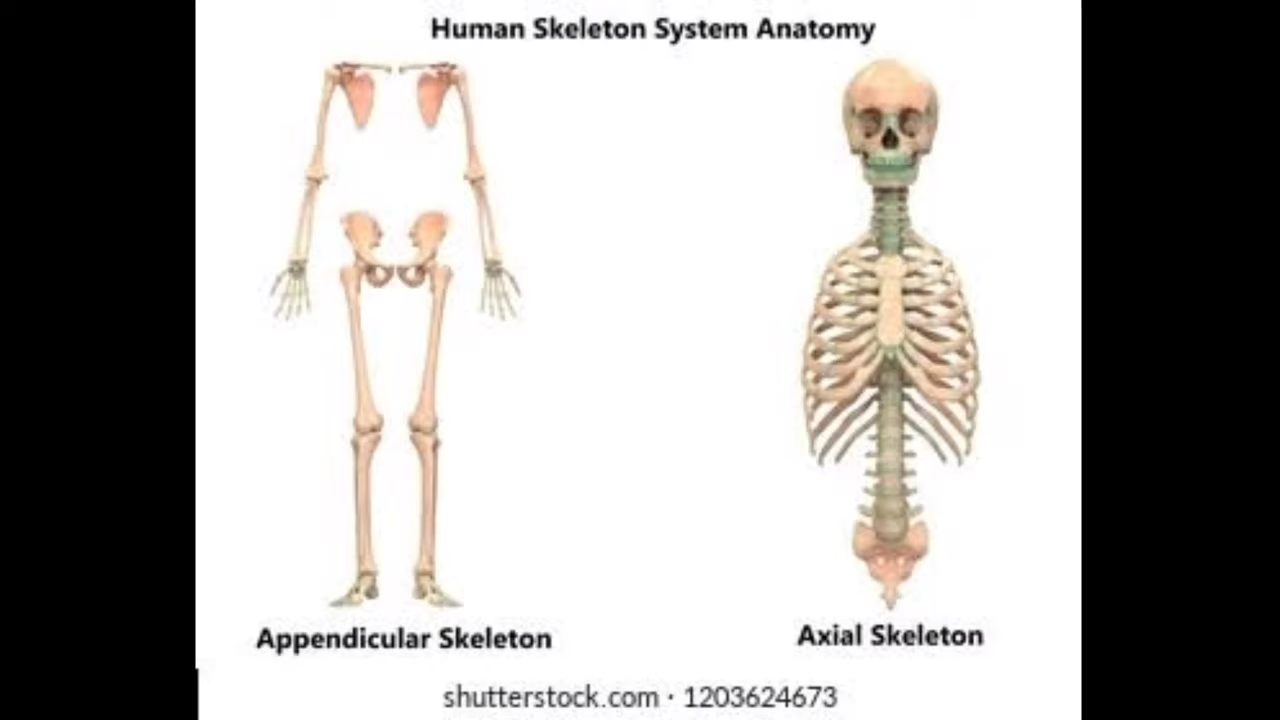 Human Skeleton System Anatomy
Appendicular Skeleton
Axial Skeleton
shutterstock.com · 1203624673